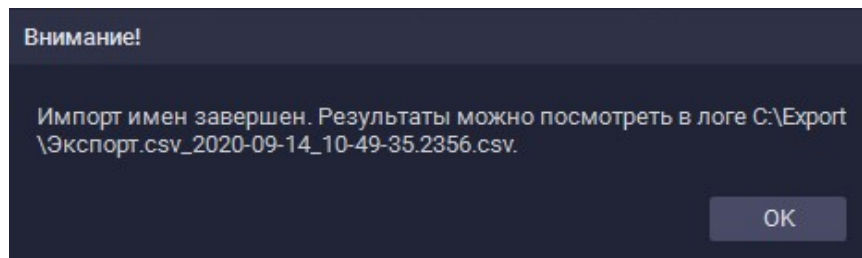 Внимание!
Импорт имен завершен. Результаты можно посмотреть в логе C:\Export
\Экспорт.csv_2020-09-14_10-49-35.2356.csv.
OK